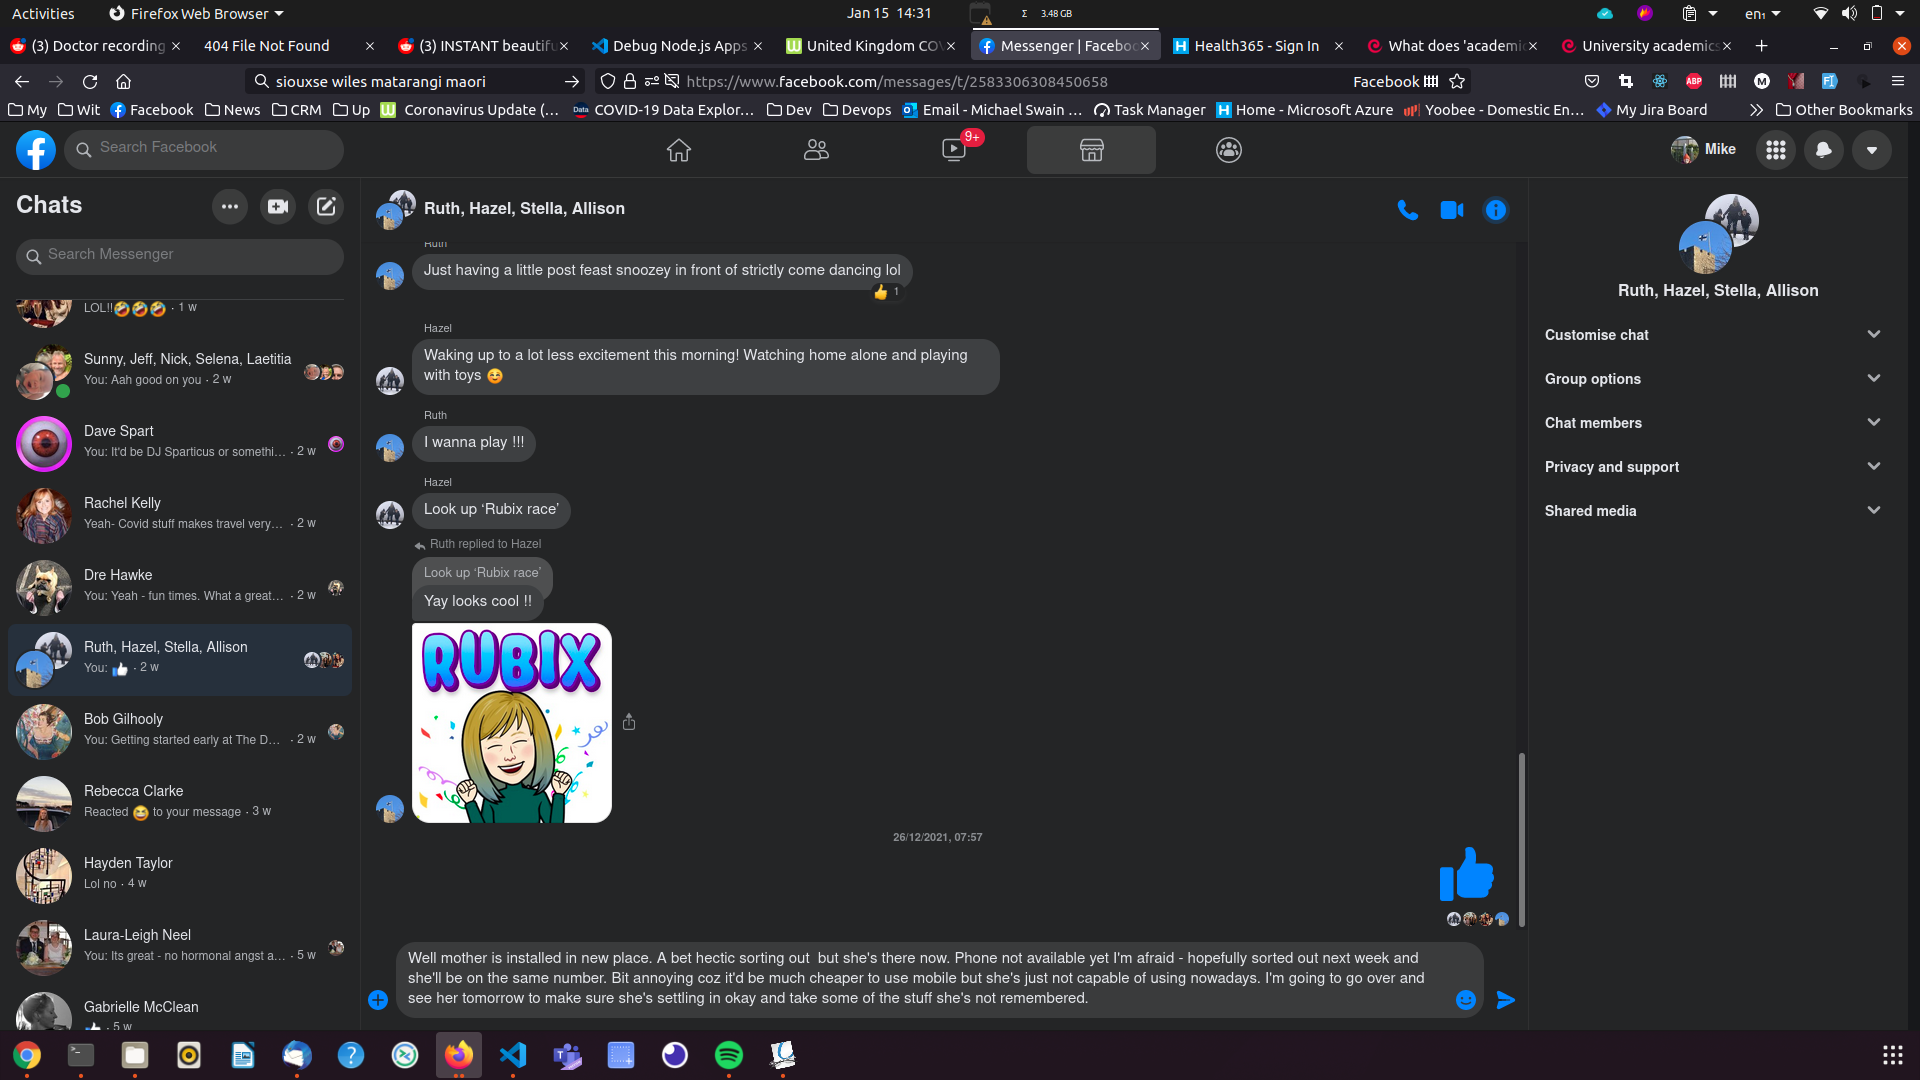 Activities
Firefox Web Browser
Jan 15 14:31
Σ 3.48 GB
en₁
(3) Doctor recording
404 File Not Found
(3) INSTANT beautifu
Debug Node.js Apps
United Kingdom COV
Messenger | Faceboo
Health365 - Sign In
What does 'academic
University academics
siouxse wiles matarangi maori
https://www.facebook.com/messages/t/2583306308450658
Facebook
My
Wit
Facebook
News
CRM
Up
Coronavirus Update (…
COVID-19 Data Explor…
Dev
Devops
Email - Michael Swain …
Task Manager
Home - Microsoft Azure
Yoobee - Domestic En…
My Jira Board
Other Bookmarks
Search Facebook
9+
Mike
Chats
Search Messenger
LOL!!🤣🤣🤣 · 1 w
Sunny, Jeff, Nick, Selena, Laetitia
You: Aah good on you · 2 w
Dave Spart
You: It'd be DJ Sparticus or somethi… · 2 w
Rachel Kelly
Yeah- Covid stuff makes travel very… · 2 w
Dre Hawke
You: Yeah - fun times. What a great… · 2 w
Ruth, Hazel, Stella, Allison
You: 👍 · 2 w
Bob Gilhooly
You: Getting started early at The D… · 2 w
Rebecca Clarke
Reacted 😂 to your message · 3 w
Hayden Taylor
Lol no · 4 w
Laura-Leigh Neel
You: Its great - no hormonal angst a… · 5 w
Gabrielle McClean
👍 · 5 w
Ruth, Hazel, Stella, Allison
Ruth
Just having a little post feast snoozey in front of strictly come dancing lol
👍 1
Hazel
Waking up to a lot less excitement this morning! Watching home alone and playing
with toys ☺️
Ruth
I wanna play !!!
Hazel
Look up ‘Rubix race’
Ruth replied to Hazel
Look up ‘Rubix race’
Yay looks cool !!
RUBIX
26/12/2021, 07:57
Well mother is installed in new place. A bet hectic sorting out  but she's there now. Phone not available yet I'm afraid - hopefully sorted out next week and
she'll be on the same number. Bit annoying coz it'd be much cheaper to use mobile but she's just not capable of using nowadays. I'm going to go over and
see her tomorrow to make sure she's settling in okay and take some of the stuff she's not remembered.
Ruth, Hazel, Stella, Allison
Customise chat
Group options
Chat members
Privacy and support
Shared media